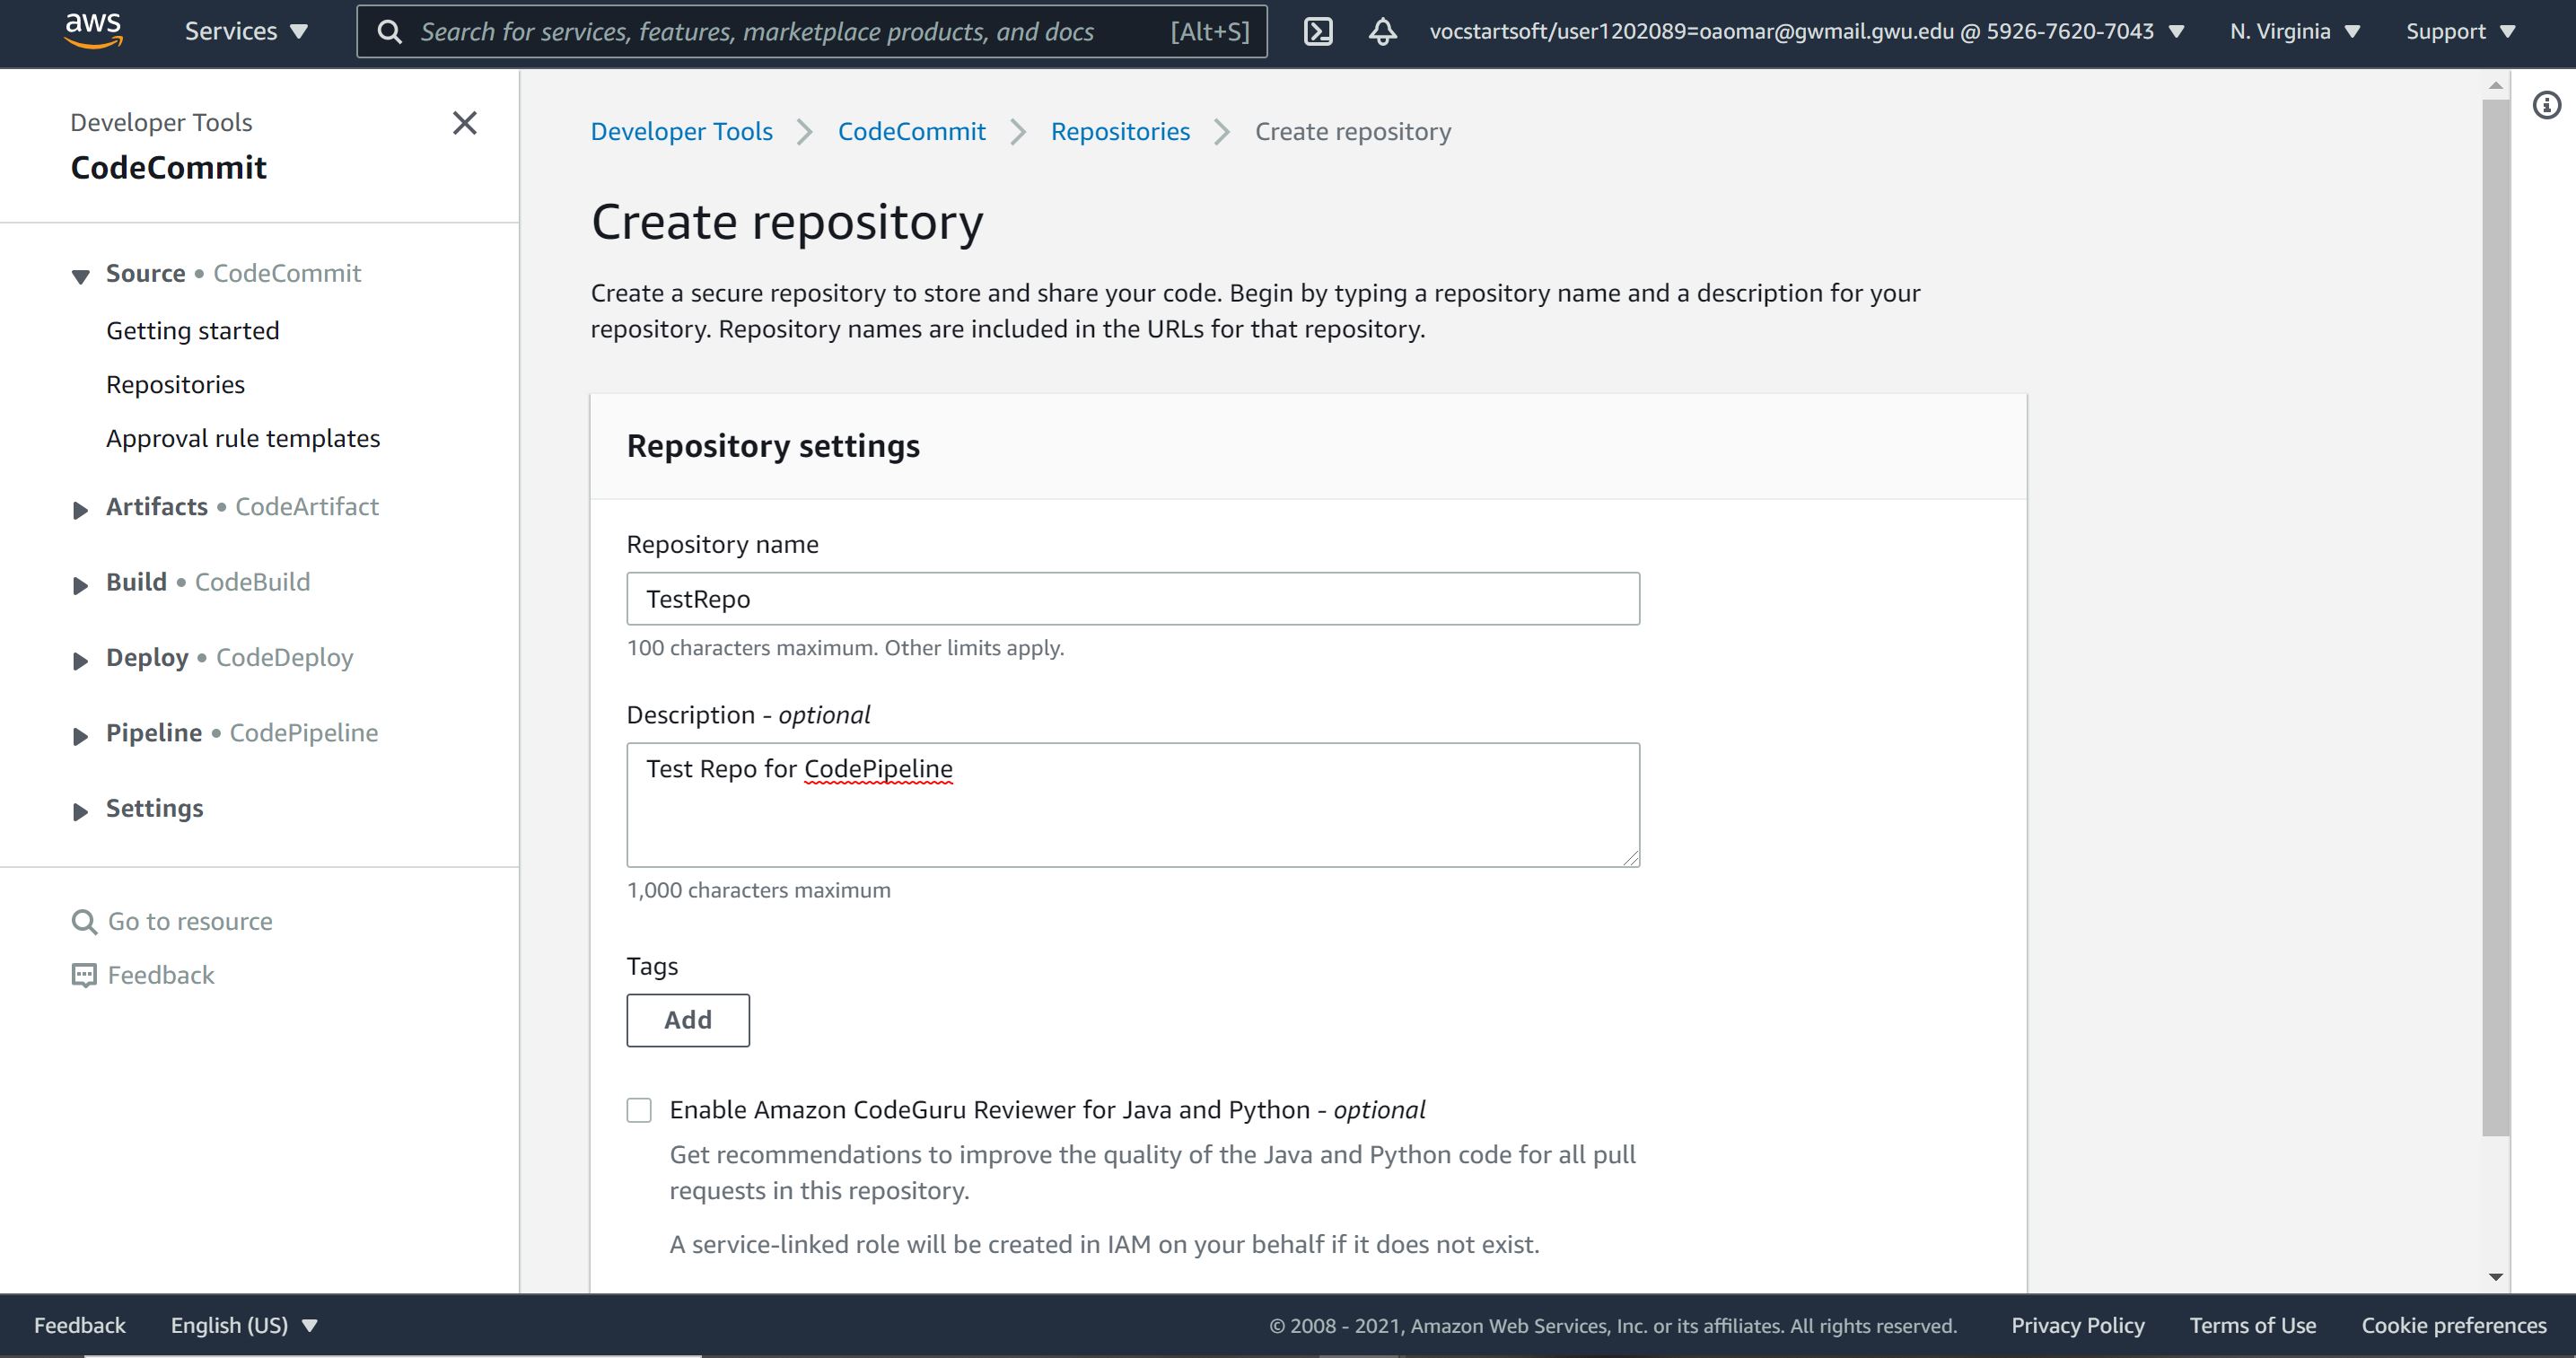 aws Services Search for services, features, marketplace products, and docs [Alt+S] vocstartsoft/user1202089=oaomar@gwmail.gwu.edu @ 5926-7620-7043 N. Virginia Support
Developer Tools
CodeCommit
Source • CodeCommit
Getting started
Repositories
Approval rule templates
Artifacts • CodeArtifact
Build • CodeBuild
Deploy • CodeDeploy
Pipeline • CodePipeline
Settings
Go to resource
Feedback
Developer Tools CodeCommit Repositories Create repository
Create repository
Create a secure repository to store and share your code. Begin by typing a repository name and a description for your
repository. Repository names are included in the URLs for that repository.
Repository settings
Repository name
TestRepo
100 characters maximum. Other limits apply.
Description - optional
Test Repo for CodePipeline
1,000 characters maximum
Tags
Add
Enable Amazon CodeGuru Reviewer for Java and Python - optional
Get recommendations to improve the quality of the Java and Python code for all pull
requests in this repository.
A service-linked role will be created in IAM on your behalf if it does not exist.
Feedback English (US) © 2008 - 2021, Amazon Web Services, Inc. or its affiliates. All rights reserved. Privacy Policy Terms of Use Cookie preferences